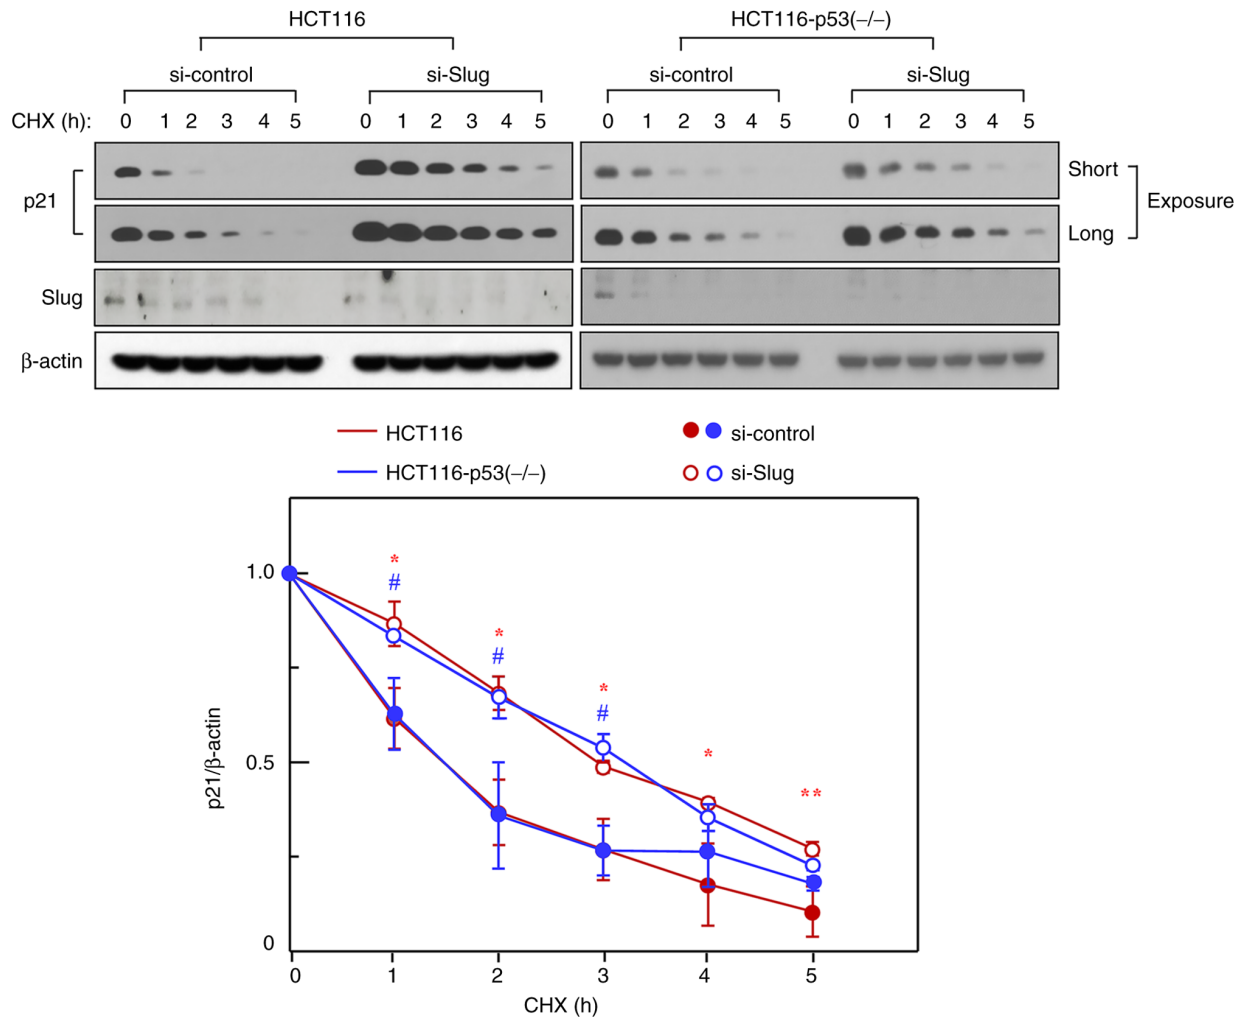 HCT116 HCT116-p53(−/−)
si-control si-Slug si-control si-Slug
CHX (h): 0 1 2 3 4 5 0 1 2 3 4 5 0 1 2 3 4 5 0 1 2 3 4 5
p21 Short
Long Exposure
Slug
β-actin
HCT116 si-control
HCT116-p53(−/−) si-Slug
* * * * **
# # #
1.0
0.5
0
p21/β-actin
0 1 2 3 4 5
CHX (h)